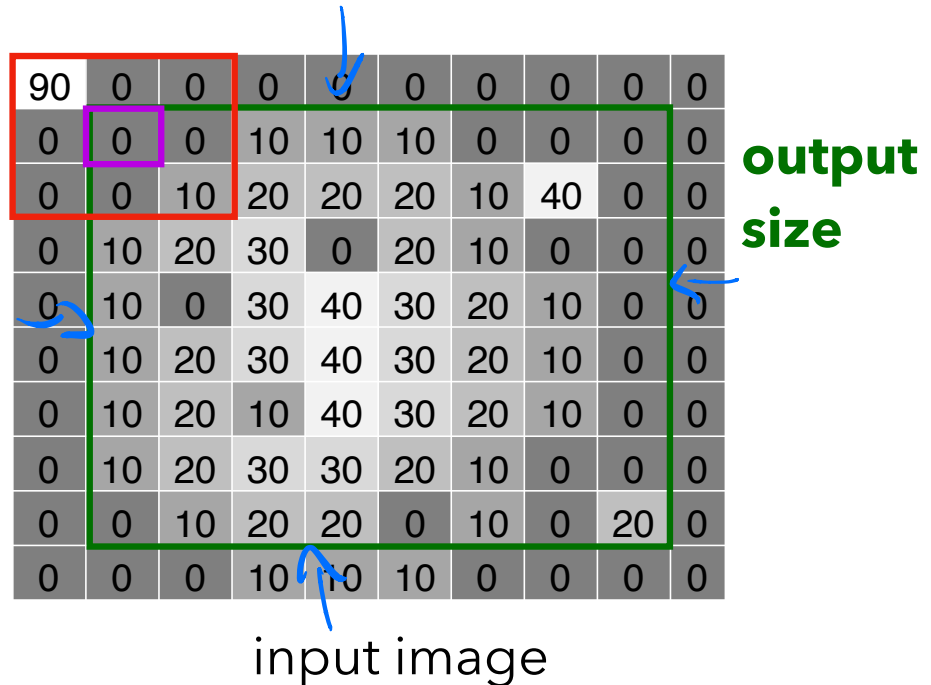 90 0 0 0 0 0 0 0 0 0
0 0 0 10 10 10 0 0 0 0
0 0 10 20 20 20 10 40 0 0
0 10 20 30 0 20 10 0 0 0
0 10 0 30 40 30 20 10 0 0
0 10 20 30 40 30 20 10 0 0
0 10 20 10 40 30 20 10 0 0
0 10 20 30 30 20 10 0 0 0
0 0 10 20 20 0 10 0 20 0
0 0 0 10 10 10 0 0 0 0
output
size
input image